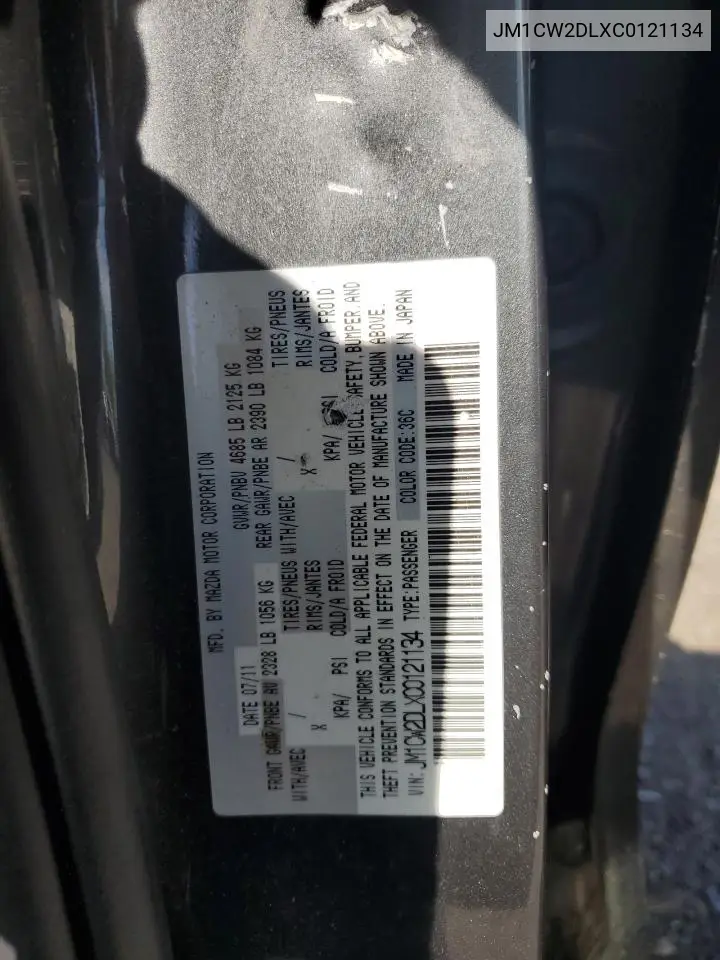 JM1CW2DLXC0121134
MFD. BY MAZDA MOTOR CORPORATION
DATE 07/11 GVWR/PNBV 4685 LB 2125 KG
FRONT GAWR/PNBE AV 2328 LB 1056 KG REAR GAWR/PNBE AR 2390 LB 1084 KG
WITH/AVEC TIRES/PNEUS WITH/AVEC TIRES/PNEUS
/ RIMS/JANTES / RIMS/JANTES
X X
KPA/ PSI COLD/A FROID KPA/ PSI COLD/A FROID
THIS VEHICLE CONFORMS TO ALL APPLICABLE FEDERAL MOTOR VEHICLE SAFETY, BUMPER, AND
THEFT PREVENTION STANDARDS IN EFFECT ON THE DATE OF MANUFACTURE SHOWN ABOVE.
VIN: JM1CW2DLXC0121134 TYPE:PASSENGER COLOR CODE:36C MADE IN JAPAN